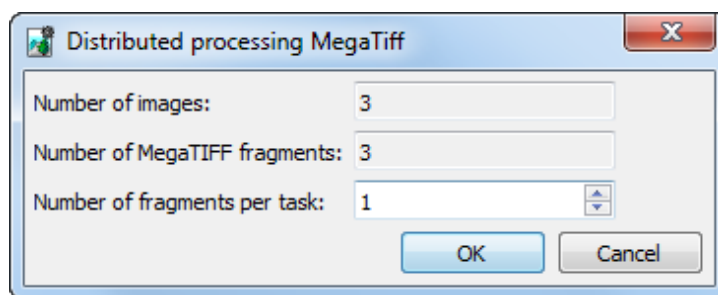 Distributed processing MegaTiff
Number of images: 3
Number of MegaTIFF fragments: 3
Number of fragments per task: 1
OK Cancel